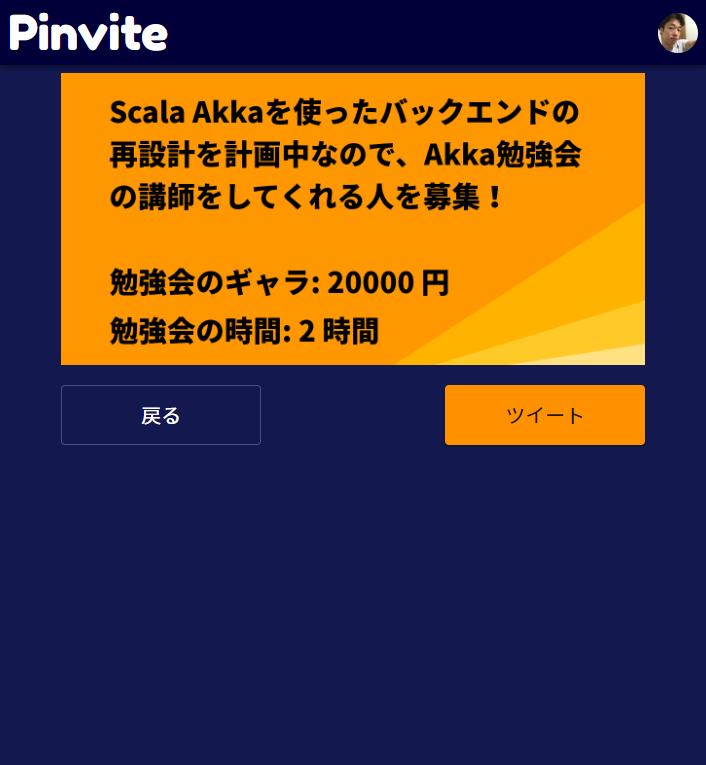 Pinvite
Scala Akkaを使ったバックエンドの
再設計を計画中なので、Akka勉強会
の講師をしてくれる人を募集！
勉強会のギャラ: 20000 円
勉強会の時間: 2 時間
戻る
ツイート